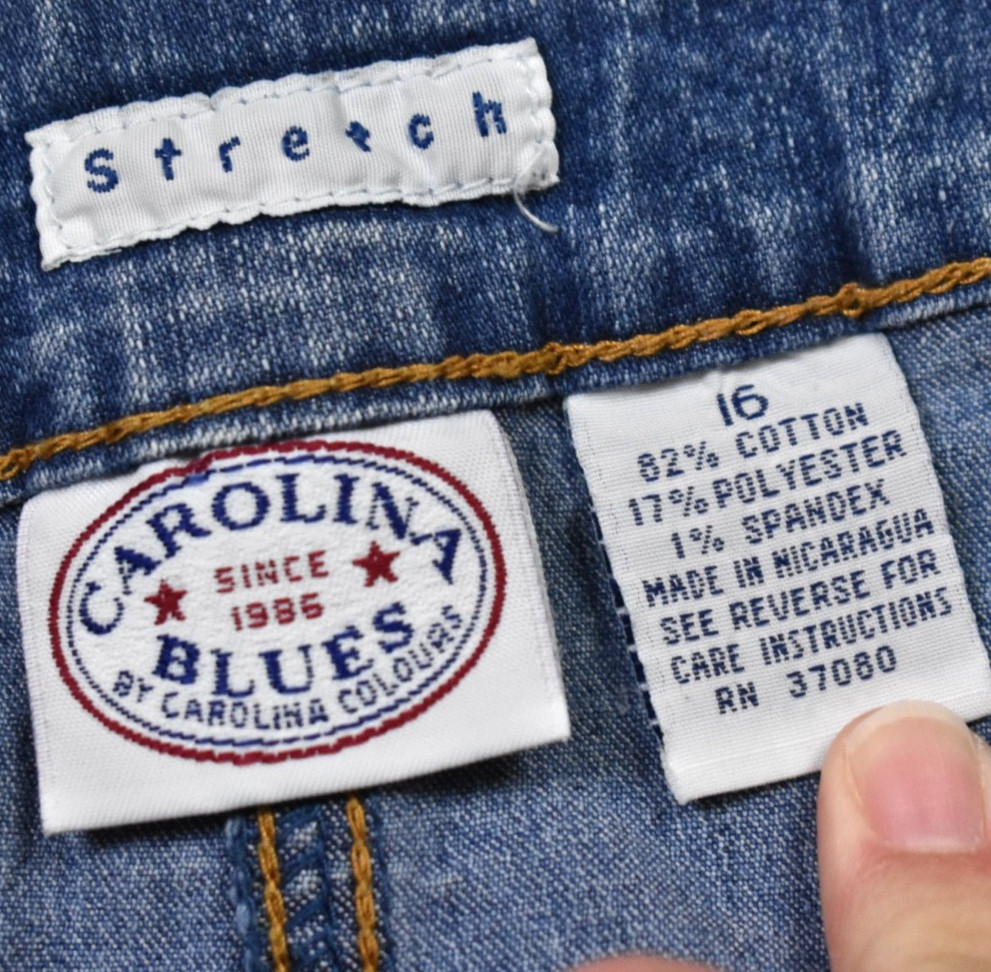 Stretch
CAROLINA
SINCE
1986
BLUES
BY CAROLINA COLOURS
16
82% COTTON
17% POLYESTER
1% SPANDEX
MADE IN NICARAGUA
SEE REVERSE FOR
CARE INSTRUCTIONS
RN 37080